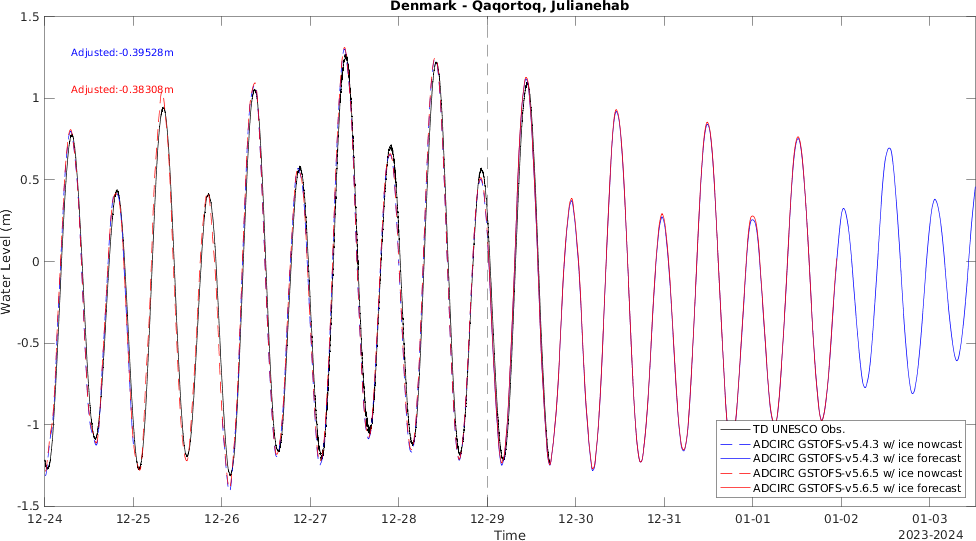 Denmark - Qaqortoq, Julianehab
1.5
Adjusted:-0.39528m
Adjusted:-0.38308m
1
0.5
0
-0.5
-1
-1.5
Water Level (m)
TD UNESCO Obs.
ADCIRC GSTOFS-v5.4.3 w/ ice nowcast
ADCIRC GSTOFS-v5.4.3 w/ ice forecast
ADCIRC GSTOFS-v5.6.5 w/ ice nowcast
ADCIRC GSTOFS-v5.6.5 w/ ice forecast
12-24 12-25 12-26 12-27 12-28 12-29 12-30 12-31 01-01 01-02 01-03
Time
2023-2024